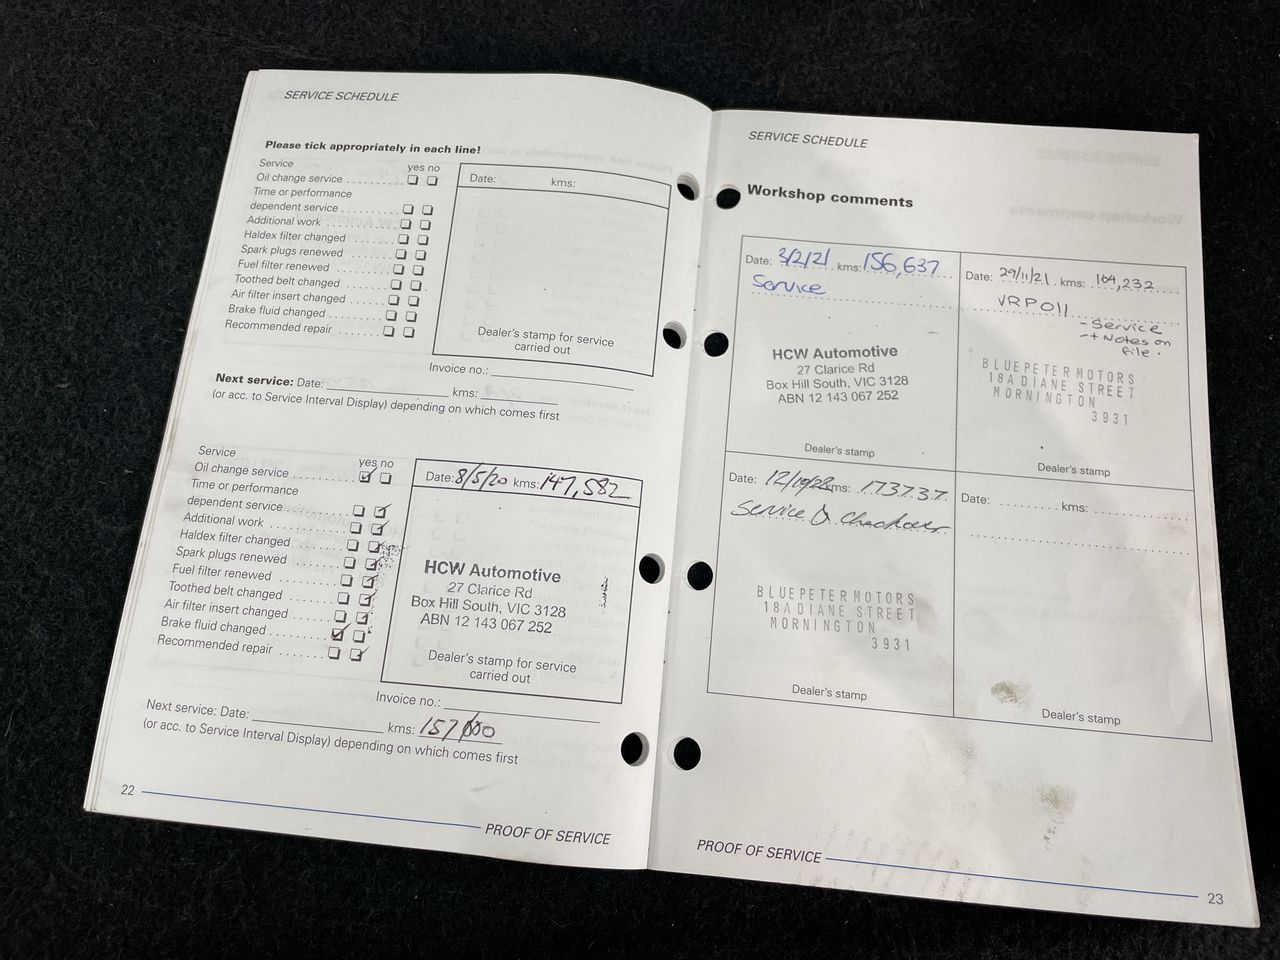 SERVICE SCHEDULE
Please tick appropriately in each line!
Service yes no
Oil change service
Time or performance
dependent service
Additional work
Haldex filter changed
Spark plugs renewed
Fuel filter renewed
Toothed belt changed
Air filter insert changed
Brake fluid changed
Recommended repair
Date: kms:
Dealer's stamp for service
carried out
Invoice no.:
Next service: Date: kms:
(or acc. to Service Interval Display) depending on which comes first
Service yes no
Oil change service
Time or performance
dependent service
Additional work
Haldex filter changed
Spark plugs renewed
Fuel filter renewed
Toothed belt changed
Air filter insert changed
Brake fluid changed
Recommended repair
Date: 8/5/20 kms: 147,582
HCW Automotive
27 Clarice Rd
Box Hill South, VIC 3128
ABN 12 143 067 252
Dealer's stamp for service
carried out
Invoice no.:
Next service: Date: kms: 157000
(or acc. to Service Interval Display) depending on which comes first
22
PROOF OF SERVICE
SERVICE SCHEDULE
Workshop comments
Date: 3/2/21 kms: 156,637
Service
HCW Automotive
27 Clarice Rd
Box Hill South, VIC 3128
ABN 12 143 067 252
Dealer's stamp
Date: 29/11/21 kms: 164,232
VRP011
- Service
- + Notes on
file.
BLUEPETER MOTORS
18A DIANE STREET
MORNINGTON
3931
Dealer's stamp
Date: kms: 173737
Service &
BLUEPETER MOTORS
18A DIANE STREET
MORNINGTON
3931
Dealer's stamp
Date: kms:
Dealer's stamp
PROOF OF SERVICE
23